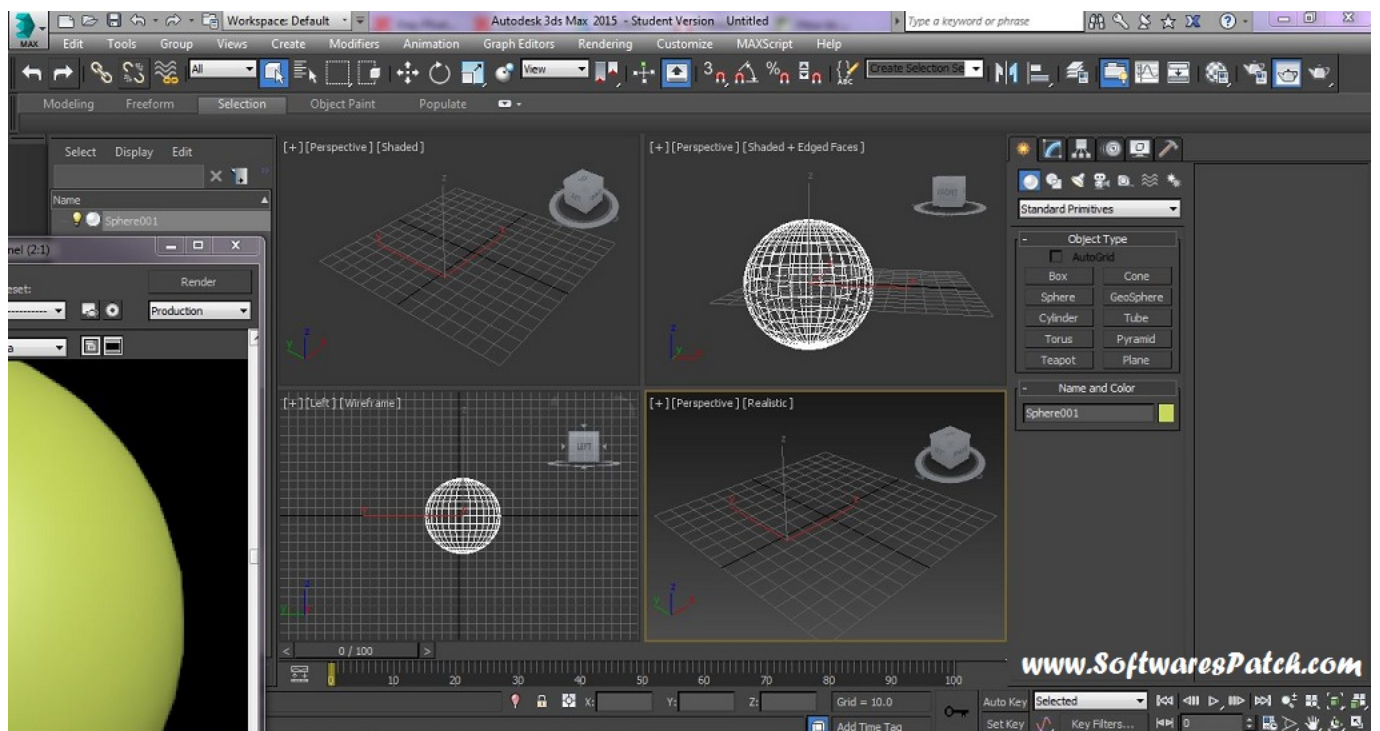 Workspace: Default
Autodesk 3ds Max 2015 - Student Version Untitled
Type a keyword or phrase
MAX
Edit Tools Group Views Create Modifiers Animation Graph Editors Rendering Customize MAXScript Help
All
View
3
ABC
Create Selection Se
Modeling Freeform Selection Object Paint Populate
Select Display Edit
Name
Sphere001
nel (2:1)
eset:
Render
Production
a
[+][Perspective][Shaded]
z
[+][Perspective][Shaded + Edged Faces]
z
FRONT
z
y
z
y
[+][Left][Wireframe]
LEFT
z
y
[+][Perspective][Realistic]
z
z
y
Standard Primitives
- Object Type
AutoGrid
Box Cone
Sphere GeoSphere
Cylinder Tube
Torus Pyramid
Teapot Plane
- Name and Color
Sphere001
< 0 / 100 >
0 10 20 30 40 50 60 70 80 90 100
www.SoftwaresPatch.com
X: Y: Z: Grid = 10.0
Auto Key Selected
Add Time Tag
Set Key Key Filters... 0